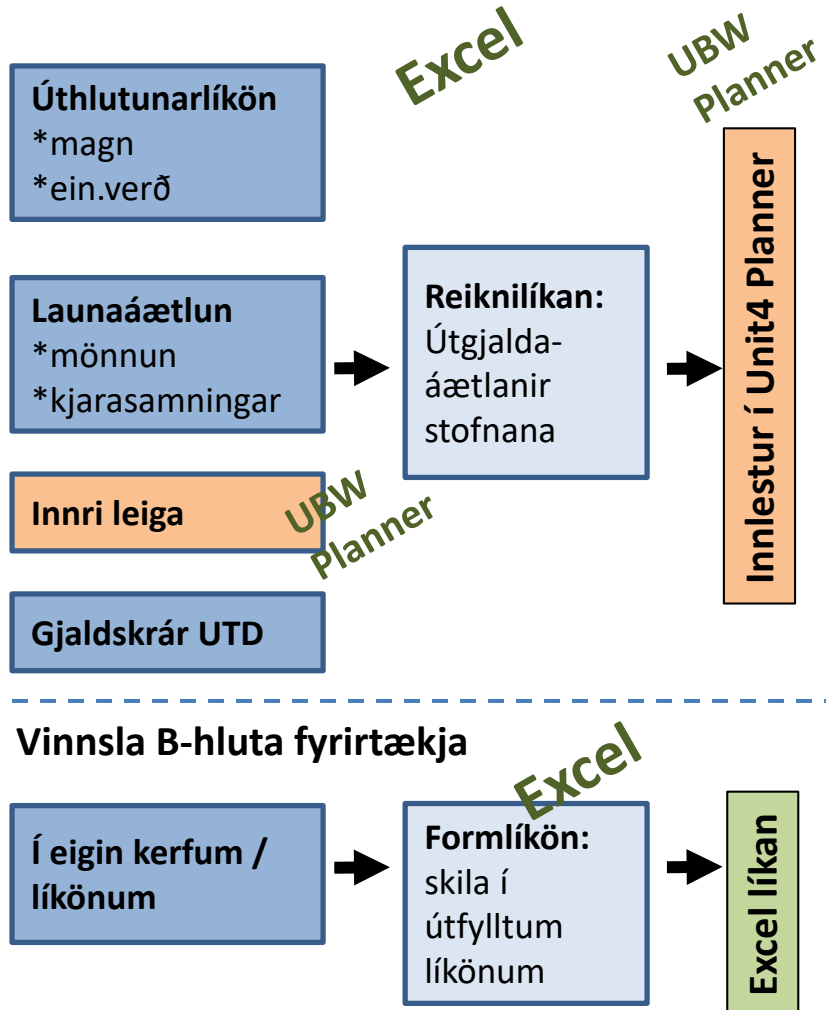 Excel
UBW
Planner
Úthlutunarlíkön
*magn
*ein.verð
Launaáætlun
*mönnun
*kjarasamningar
Reiknilíkan:
Útgjalda-
áætlanir
stofnana
Innlestur í Unit4 Planner
Innri leiga
UBW
Planner
Gjaldskrár UTD
Vinnsla B-hluta fyrirtækja
Excel
Í eigin kerfum /
líkönum
Formlíkön:
skila í
útfylltum
líkönum
Excel líkan